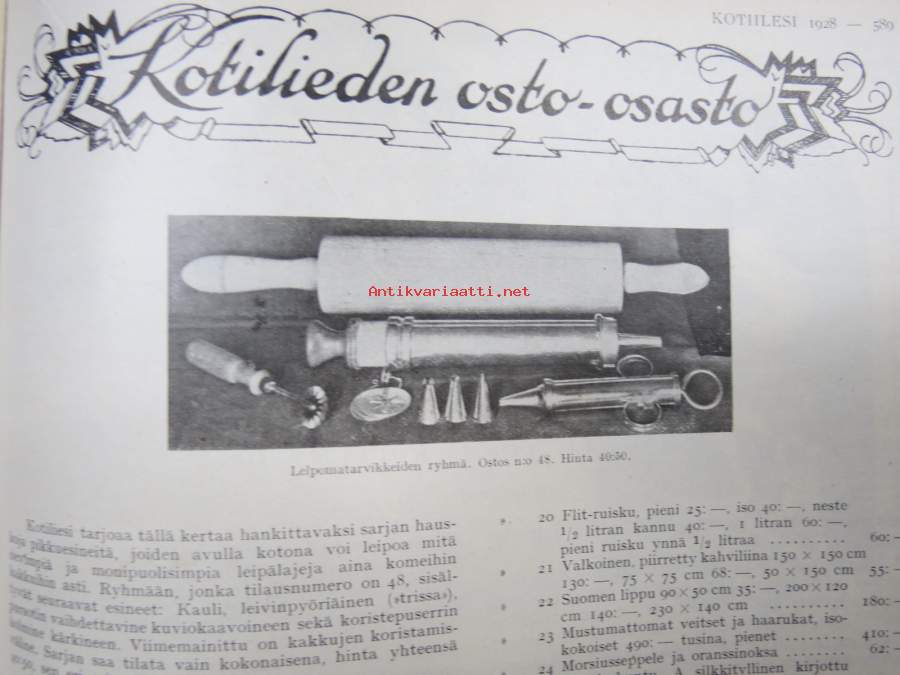 KOTILIESI 1928 — 589
Kotilieden osto-osasto
Antikvariaatti.net
Leipomatarvikkeiden ryhmä. Ostos n:o 48. Hinta 40:50.
Kotiliesi tarjoaa tällä kertaa hankittavaksi sarjan haus-
koja pikkuesineitä, joiden avulla kotona voi leipoa mitä
ja monipuolisimpia leipälajeja aina komeihin
asti. Ryhmään, jonka tilausnumero on 48, sisäl-
tyvät seuraavat esineet: Kauli, leivinpyöriäinen (»trissa»),
vaihdettavine kuviokaavoineen sekä koristepuserrin
kärkineen. Viimemainittu on kakkujen koristamis-
Sarjan saa tilata vain kokonaisena, hinta yhteensä
» 20 Flit-ruisku, pieni 25: —, iso 40: —, neste
1/2 litran kannu 40: —, 1 litran 60: —,
pieni ruisku ynnä 1/2 litraa .......... 60: —
» 21 Valkoinen, piirretty kahviliina 150 × 150 cm
130: —, 75 × 75 cm 68: —, 50 × 150 cm 55: —
» 22 Suomen lippu 90 × 50 cm 35: —, 200 × 120
cm 140: —, 230 × 140 cm .......... 180: —
» 23 Mustumattomat veitset ja haarukat, iso-
kokoiset 490: — tusina, pienet ........ 410: —
» 24 Morsiusseppele ja oranssinoksa ........ 62: —
silkkityllinen kirjottu